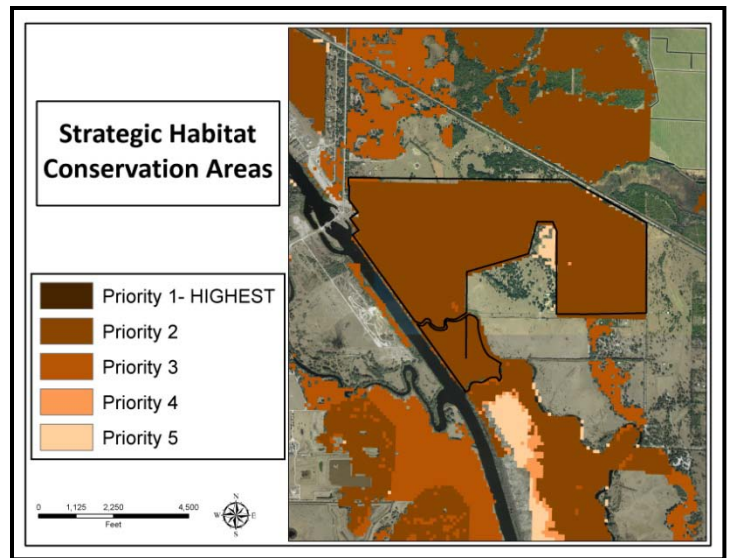 Strategic Habitat
Conservation Areas
Priority 1- HIGHEST
Priority 2
Priority 3
Priority 4
Priority 5
0 1,125 2,250 4,500
Feet
N
W E
S